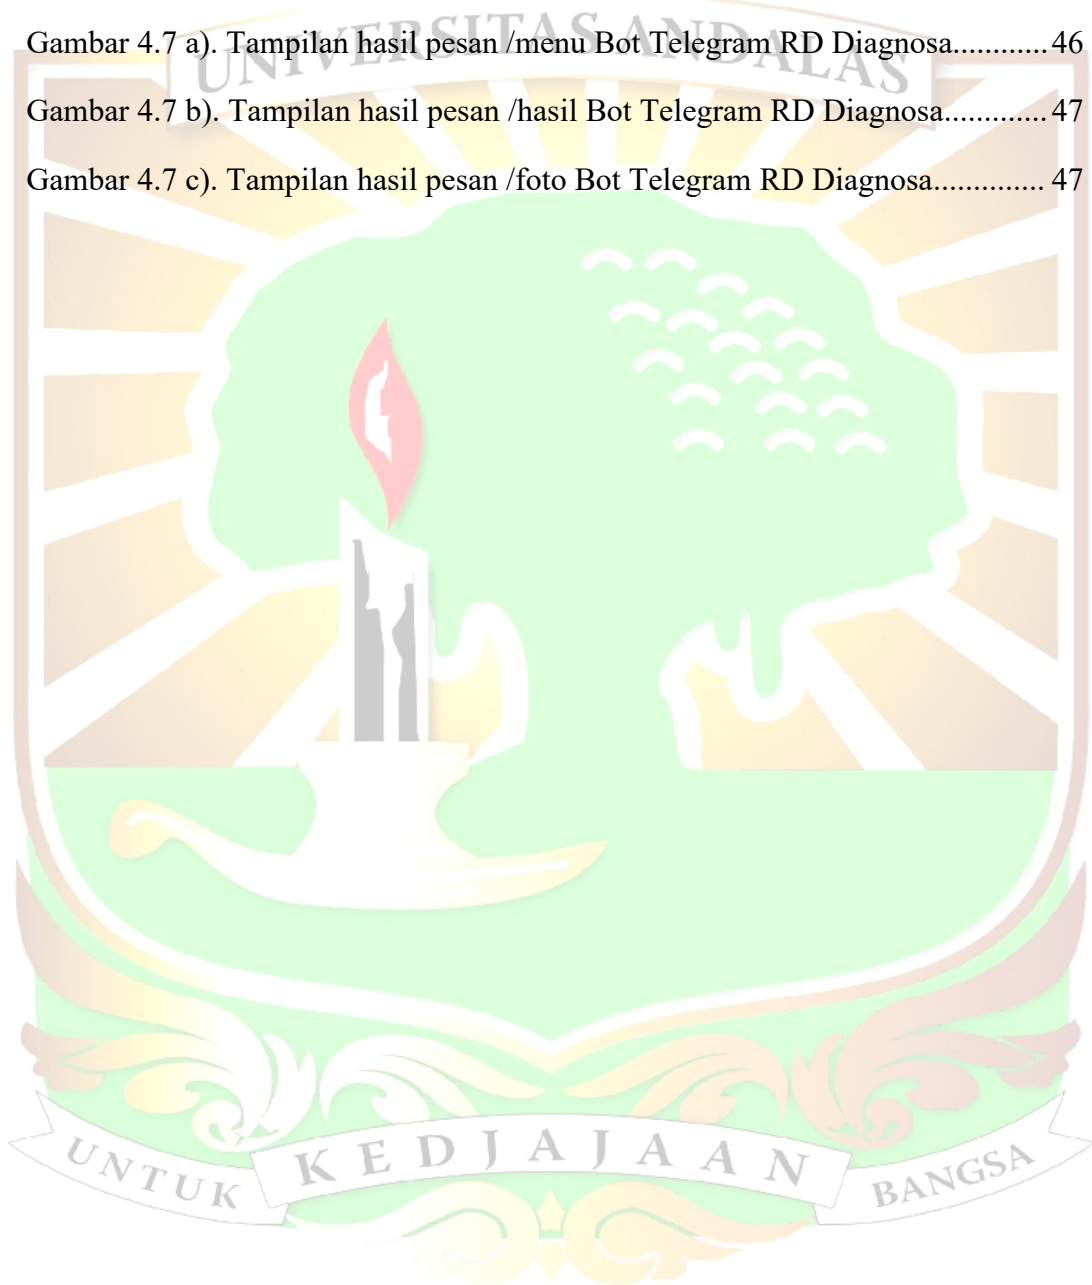 UNIVERSITAS ANDALAS
Gambar 4.7 a). Tampilan hasil pesan /menu Bot Telegram RD Diagnosa............ 46
Gambar 4.7 b). Tampilan hasil pesan /hasil Bot Telegram RD Diagnosa............. 47
Gambar 4.7 c). Tampilan hasil pesan /foto Bot Telegram RD Diagnosa.............. 47
UNTUK KEDJAJAAN BANGSA